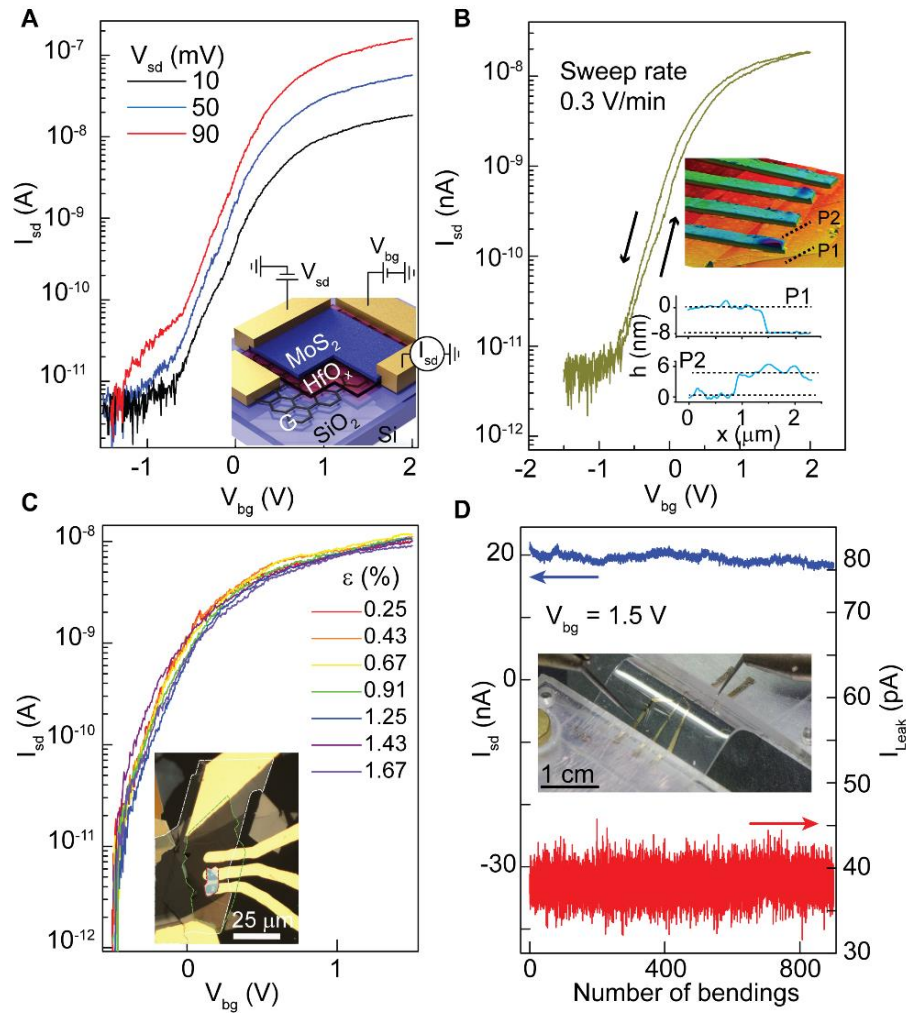 A
10⁻⁷
10⁻⁸
10⁻⁹
10⁻¹⁰
10⁻¹¹
I_sd (A)
V_sd (mV)
10
50
90
V_sd
V_bg
I_sd
MoS₂
HfOₓ
G
SiO₂
Si
-1
0
1
2
V_bg (V)
B
10⁻⁸
10⁻⁹
10⁻¹⁰
10⁻¹¹
10⁻¹²
I_sd (nA)
Sweep rate
0.3 V/min
P2
P1
P1
0
-8
h (nm)
P2
6
0
0
1
2
x (μm)
-2
-1
0
1
2
V_bg (V)
C
10⁻⁸
10⁻⁹
10⁻¹⁰
10⁻¹¹
10⁻¹²
I_sd (A)
ε (%)
0.25
0.43
0.67
0.91
1.25
1.43
1.67
25 μm
0
1
V_bg (V)
D
20
0
-30
I_sd (nA)
V_bg = 1.5 V
1 cm
80
70
60
50
40
30
I_Leak (pA)
0
400
800
Number of bendings